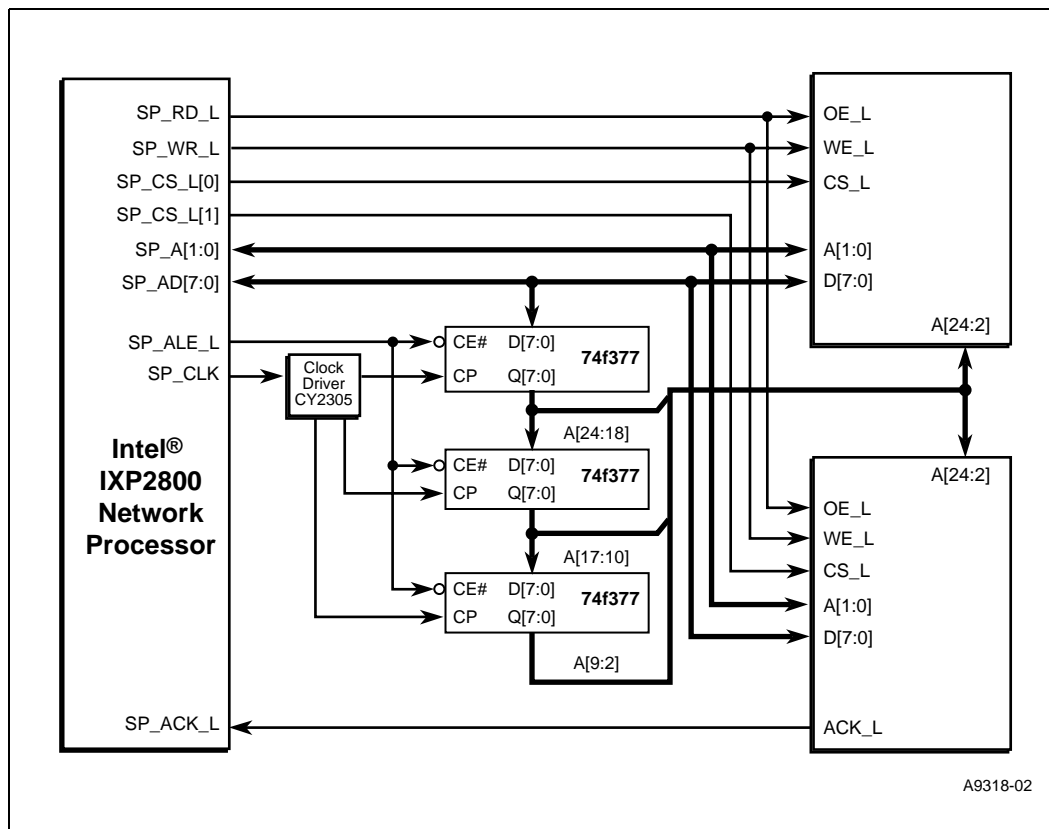 SP_RD_L
SP_WR_L
SP_CS_L[0]
SP_CS_L[1]
SP_A[1:0]
SP_AD[7:0]
SP_ALE_L
SP_CLK
Intel®
IXP2800
Network
Processor
SP_ACK_L
Clock
Driver
CY2305
CE# D[7:0]
74f377
CP Q[7:0]
A[24:18]
CE# D[7:0]
74f377
CP Q[7:0]
A[17:10]
CE# D[7:0]
74f377
CP Q[7:0]
A[9:2]
OE_L
WE_L
CS_L
A[1:0]
D[7:0]
A[24:2]
A[24:2]
OE_L
WE_L
CS_L
A[1:0]
D[7:0]
ACK_L
A9318-02